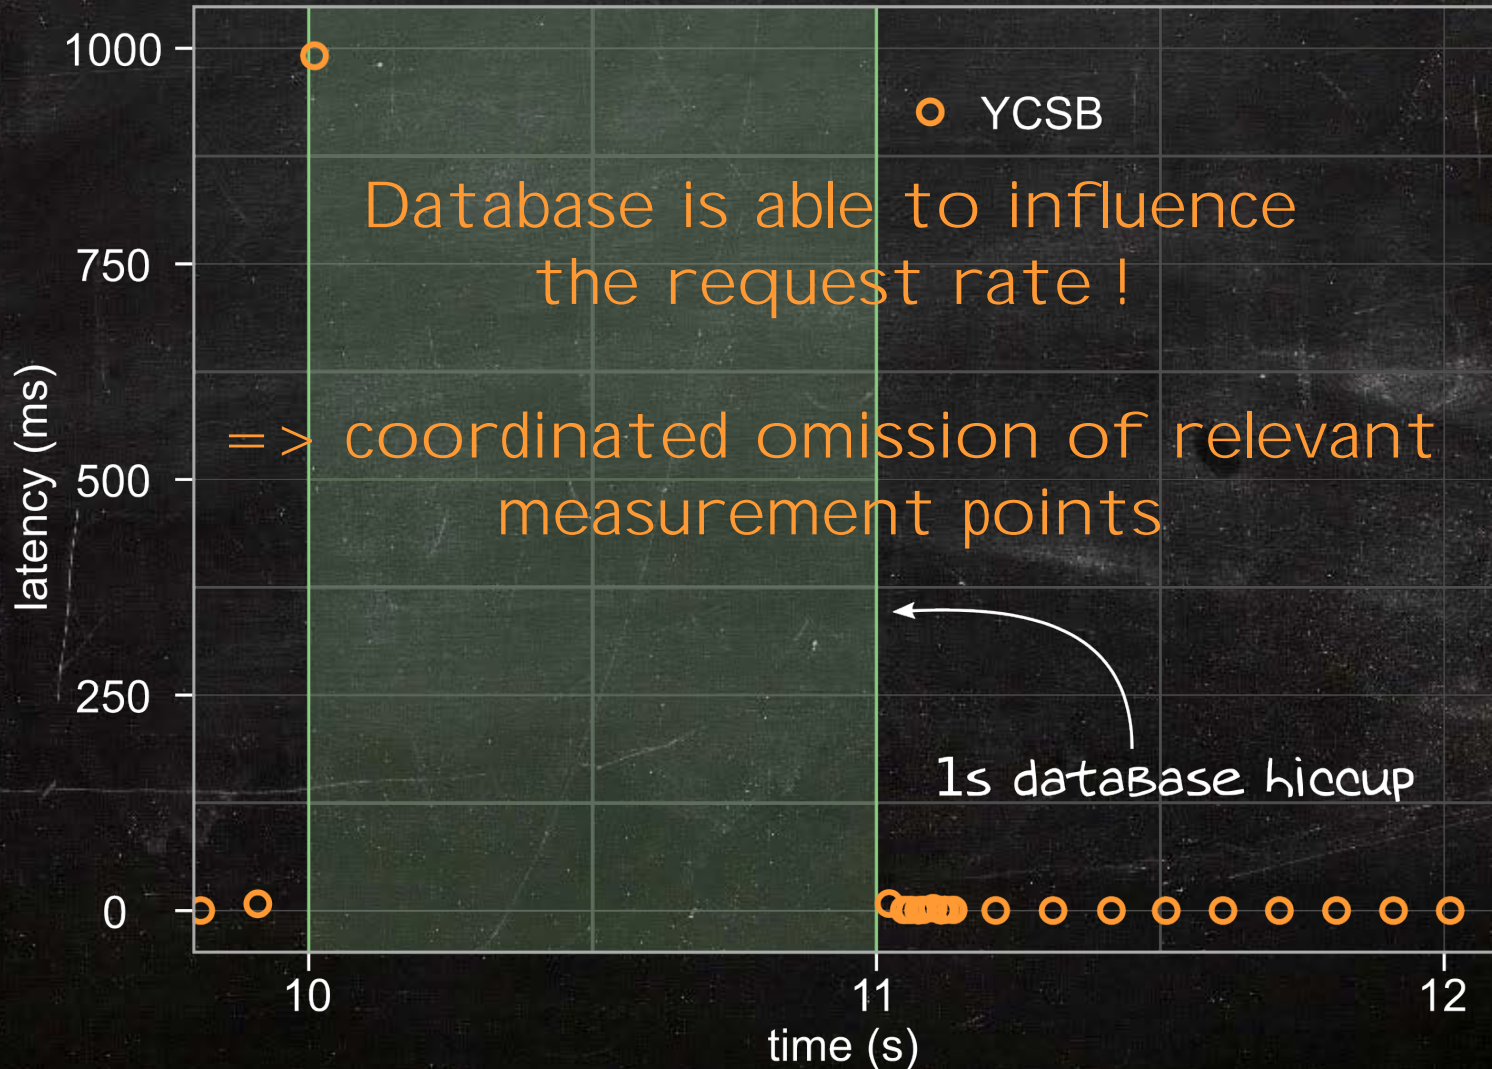 1000
YCSB
Database is able to influence
the request rate !
750
=> coordinated omission of relevant
measurement points
500
latency (ms)
250
1s database hiccup
0
10
11
12
time (s)